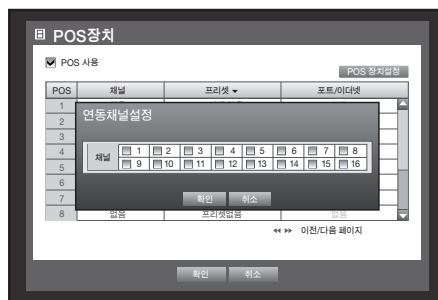 POS장치
POS 사용
POS 장치설정
POS 채널 프리셋 포트/이더넷
1
2
3
4
5
6
7
8 없음 프리셋없음 없음
연동채널설정
채널 1 2 3 4 5 6 7 8
9 10 11 12 13 14 15 16
확인 취소
이전/다음 페이지
확인 취소